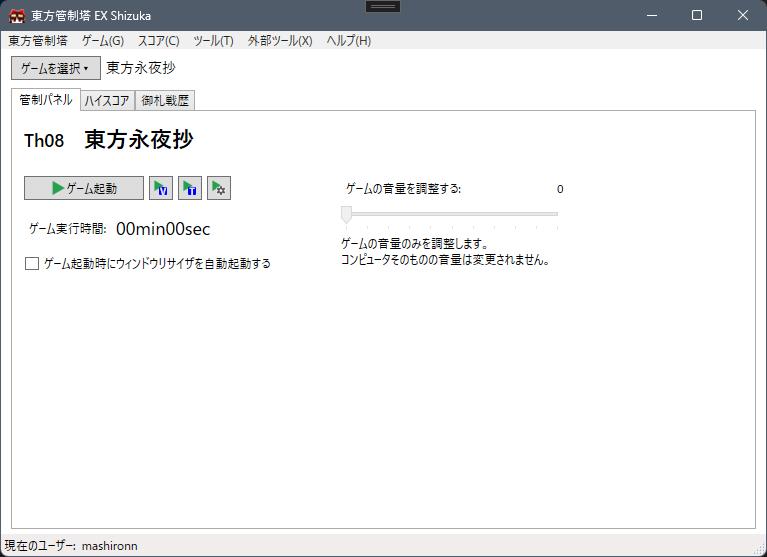 東方管制塔 EX Shizuka
東方管制塔 ゲーム(G) スコア(C) ツール(T) 外部ツール(X) ヘルプ(H)
ゲームを選択▾ 東方永夜抄
管制パネル ハイスコア 御札戦歴
Th08 東方永夜抄
ゲーム起動 V T
ゲームの音量を調整する: 0
ゲーム実行時間: 00min00sec
ゲームの音量のみを調整します。
コンピュータそのものの音量は変更されません。
ゲーム起動時にウィンドウリサイザを自動起動する
現在のユーザー: mashironn